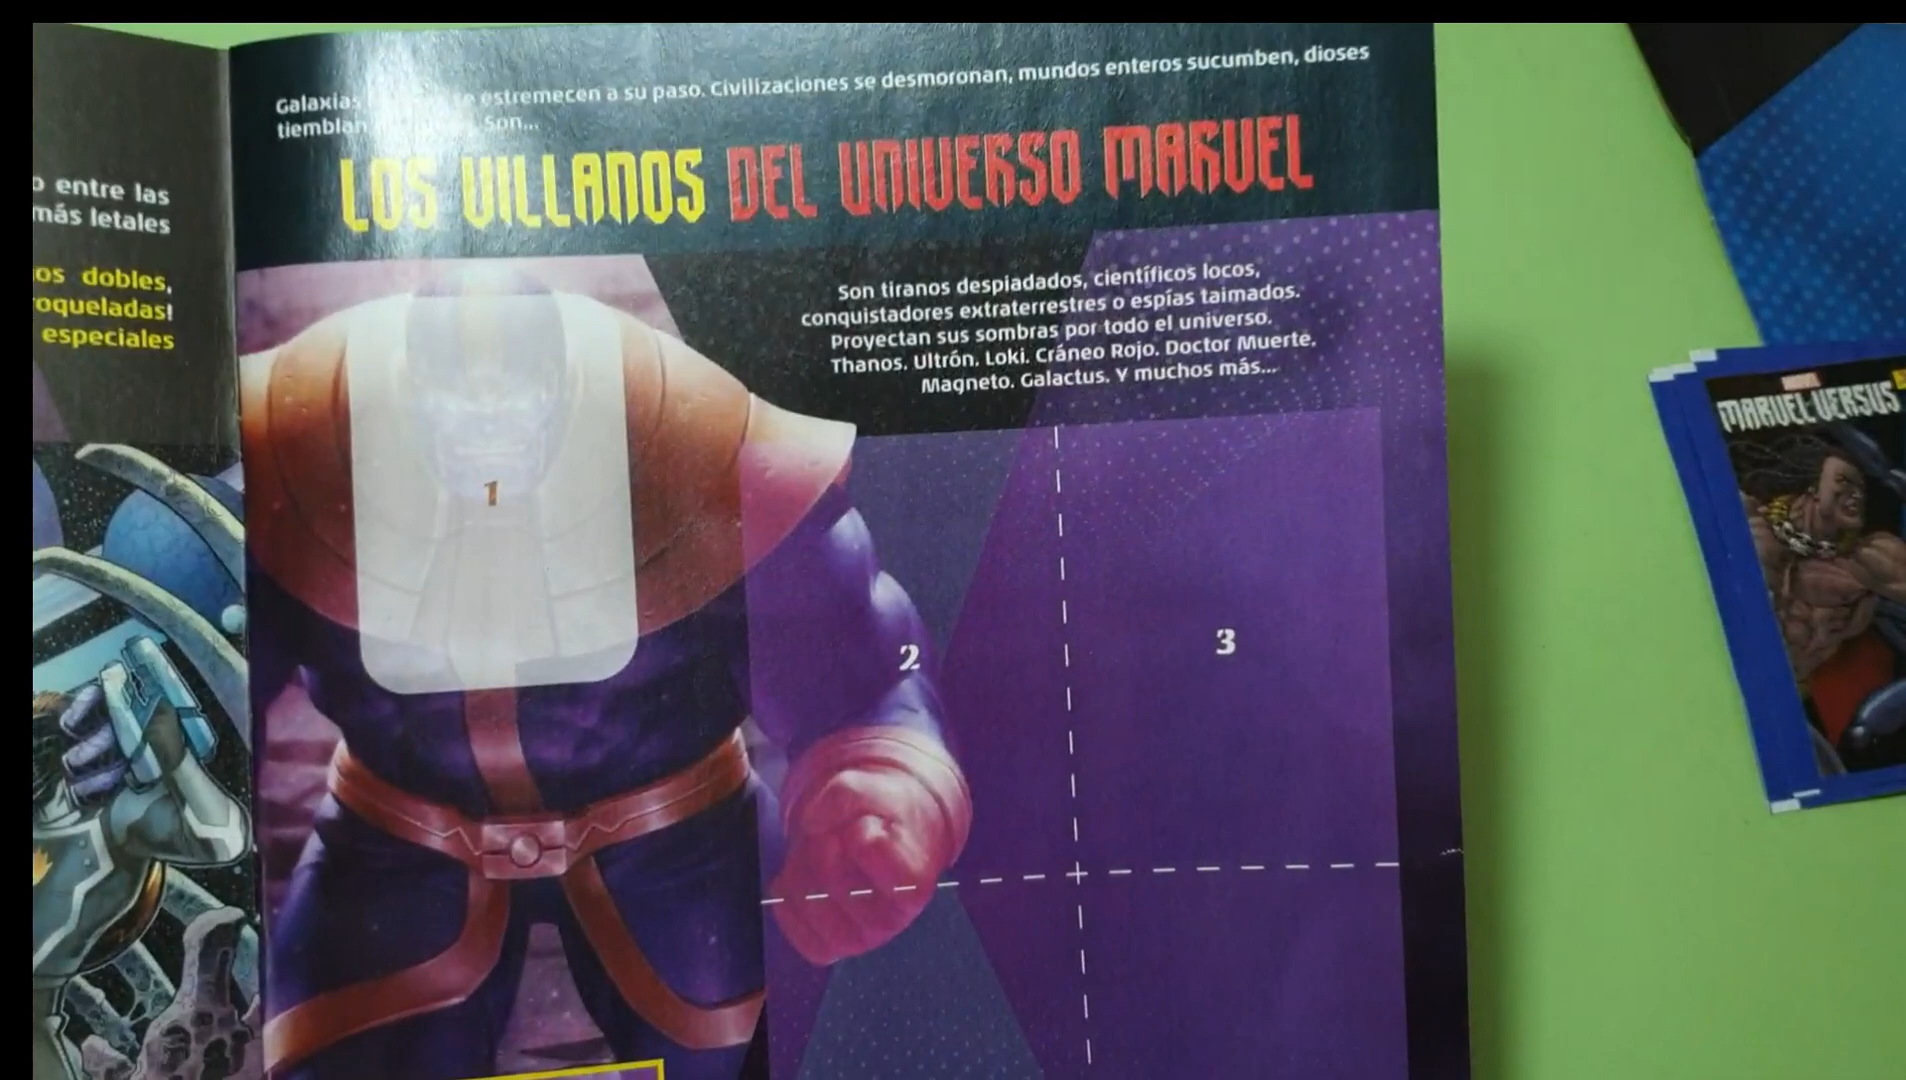 o entre las
más letales
os dobles,
oqueladas!
especiales
Galaxias estremecen a su paso. Civilizaciones se desmoronan, mundos enteros sucumben, dioses
tiemblan Son...
LOS VILLANOS DEL UNIVERSO MARVEL
Son tiranos despiadados, científicos locos,
conquistadores extraterrestres o espías taimados.
Proyectan sus sombras por todo el universo.
Thanos. Ultrón. Loki. Cráneo Rojo. Doctor Muerte.
Magneto. Galactus. Y muchos más...
1
2
3
MARVEL
MARVEL VERSUS